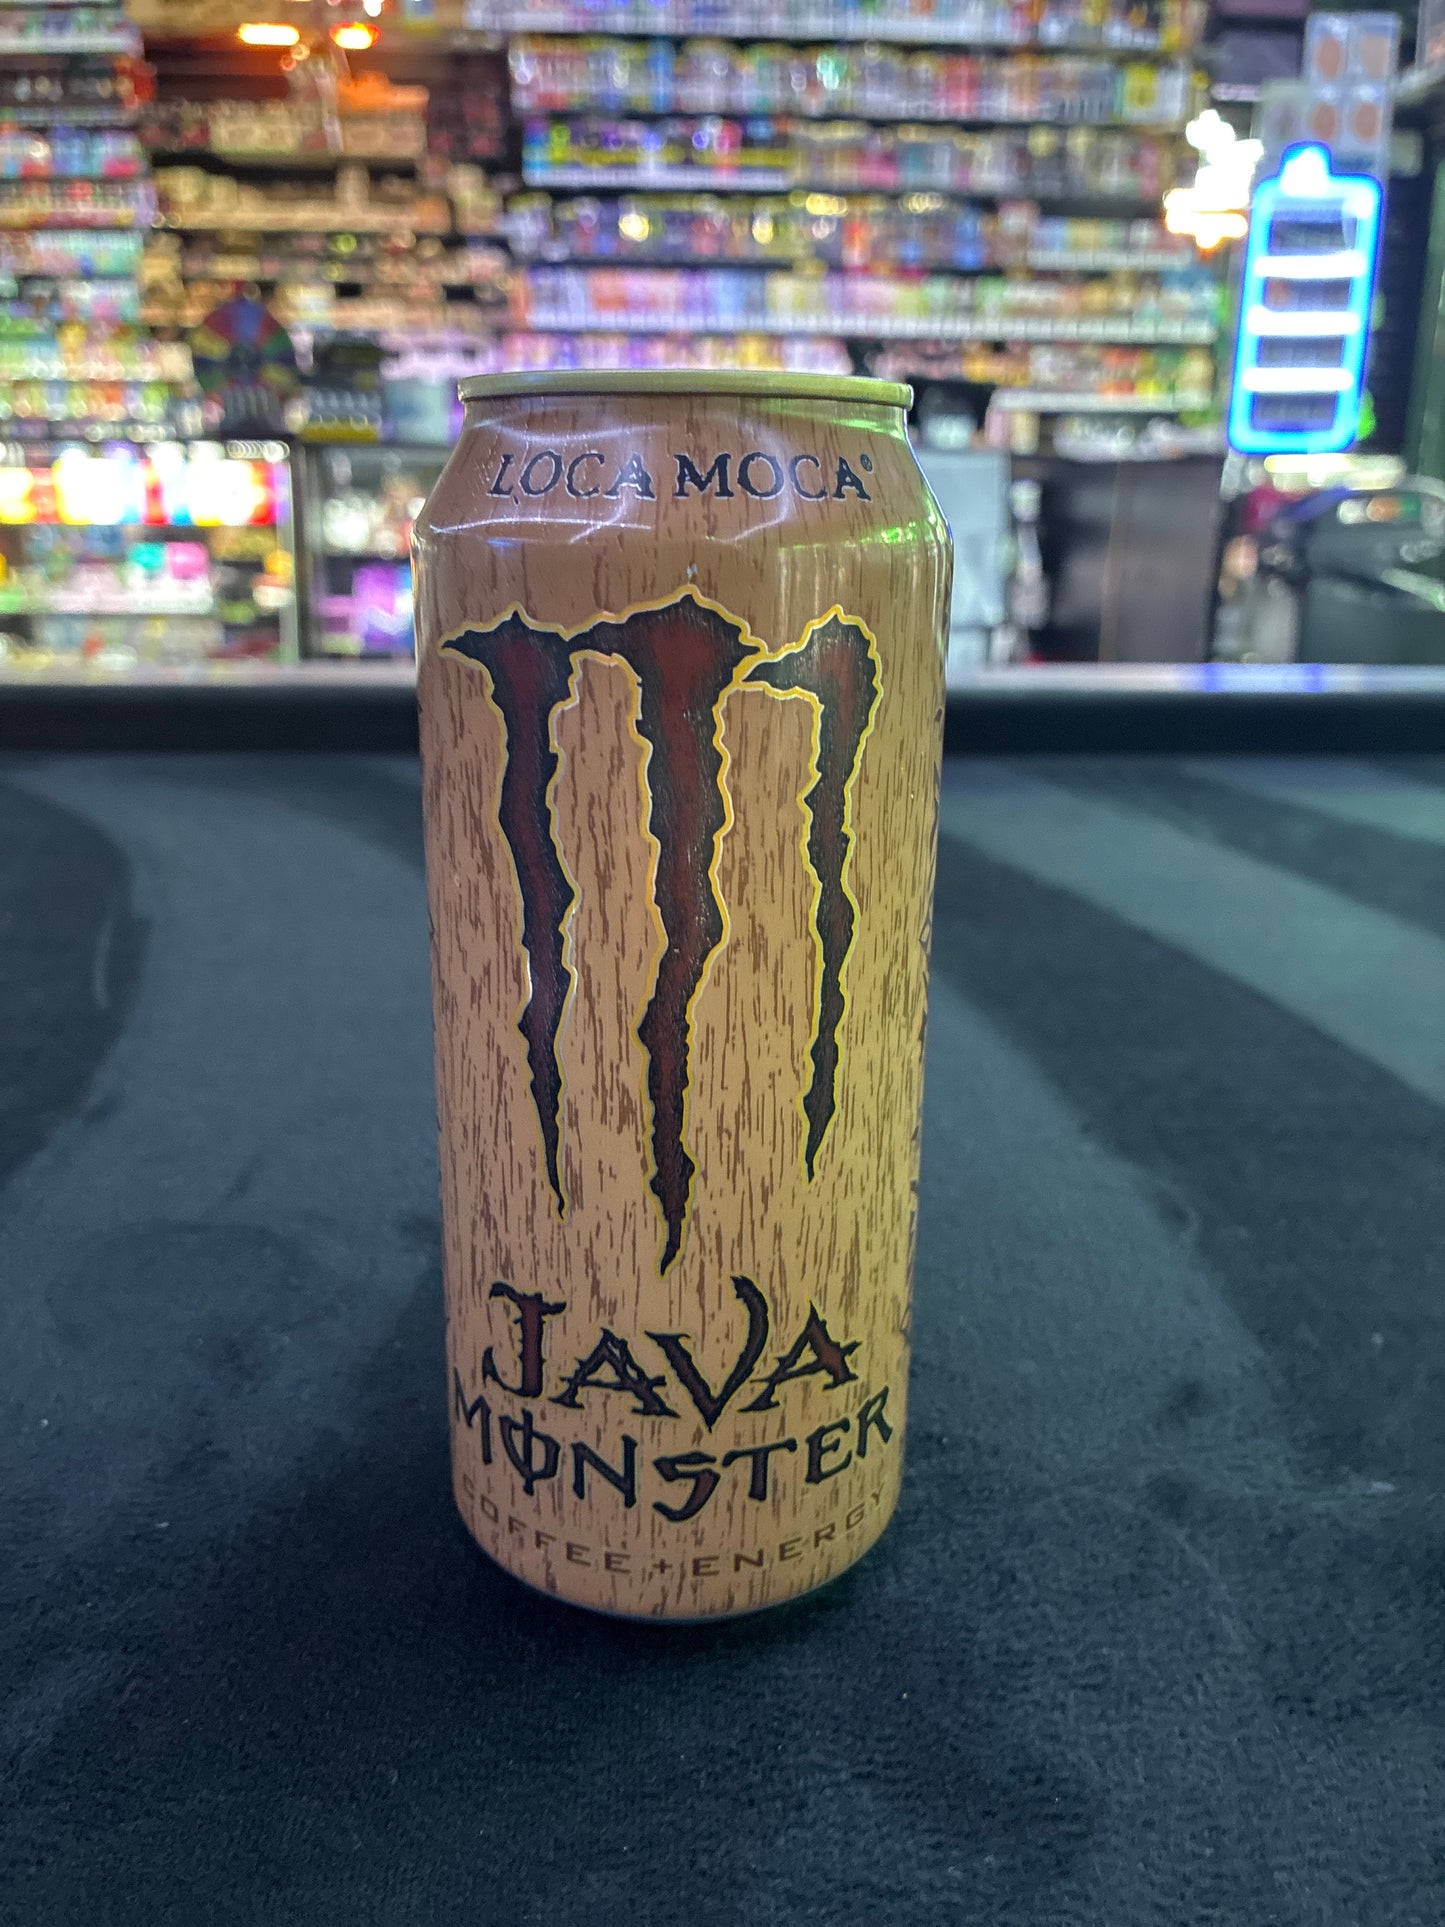 LOCA MOCA®
JAVA
MONSTER
COFFEE + ENERGY